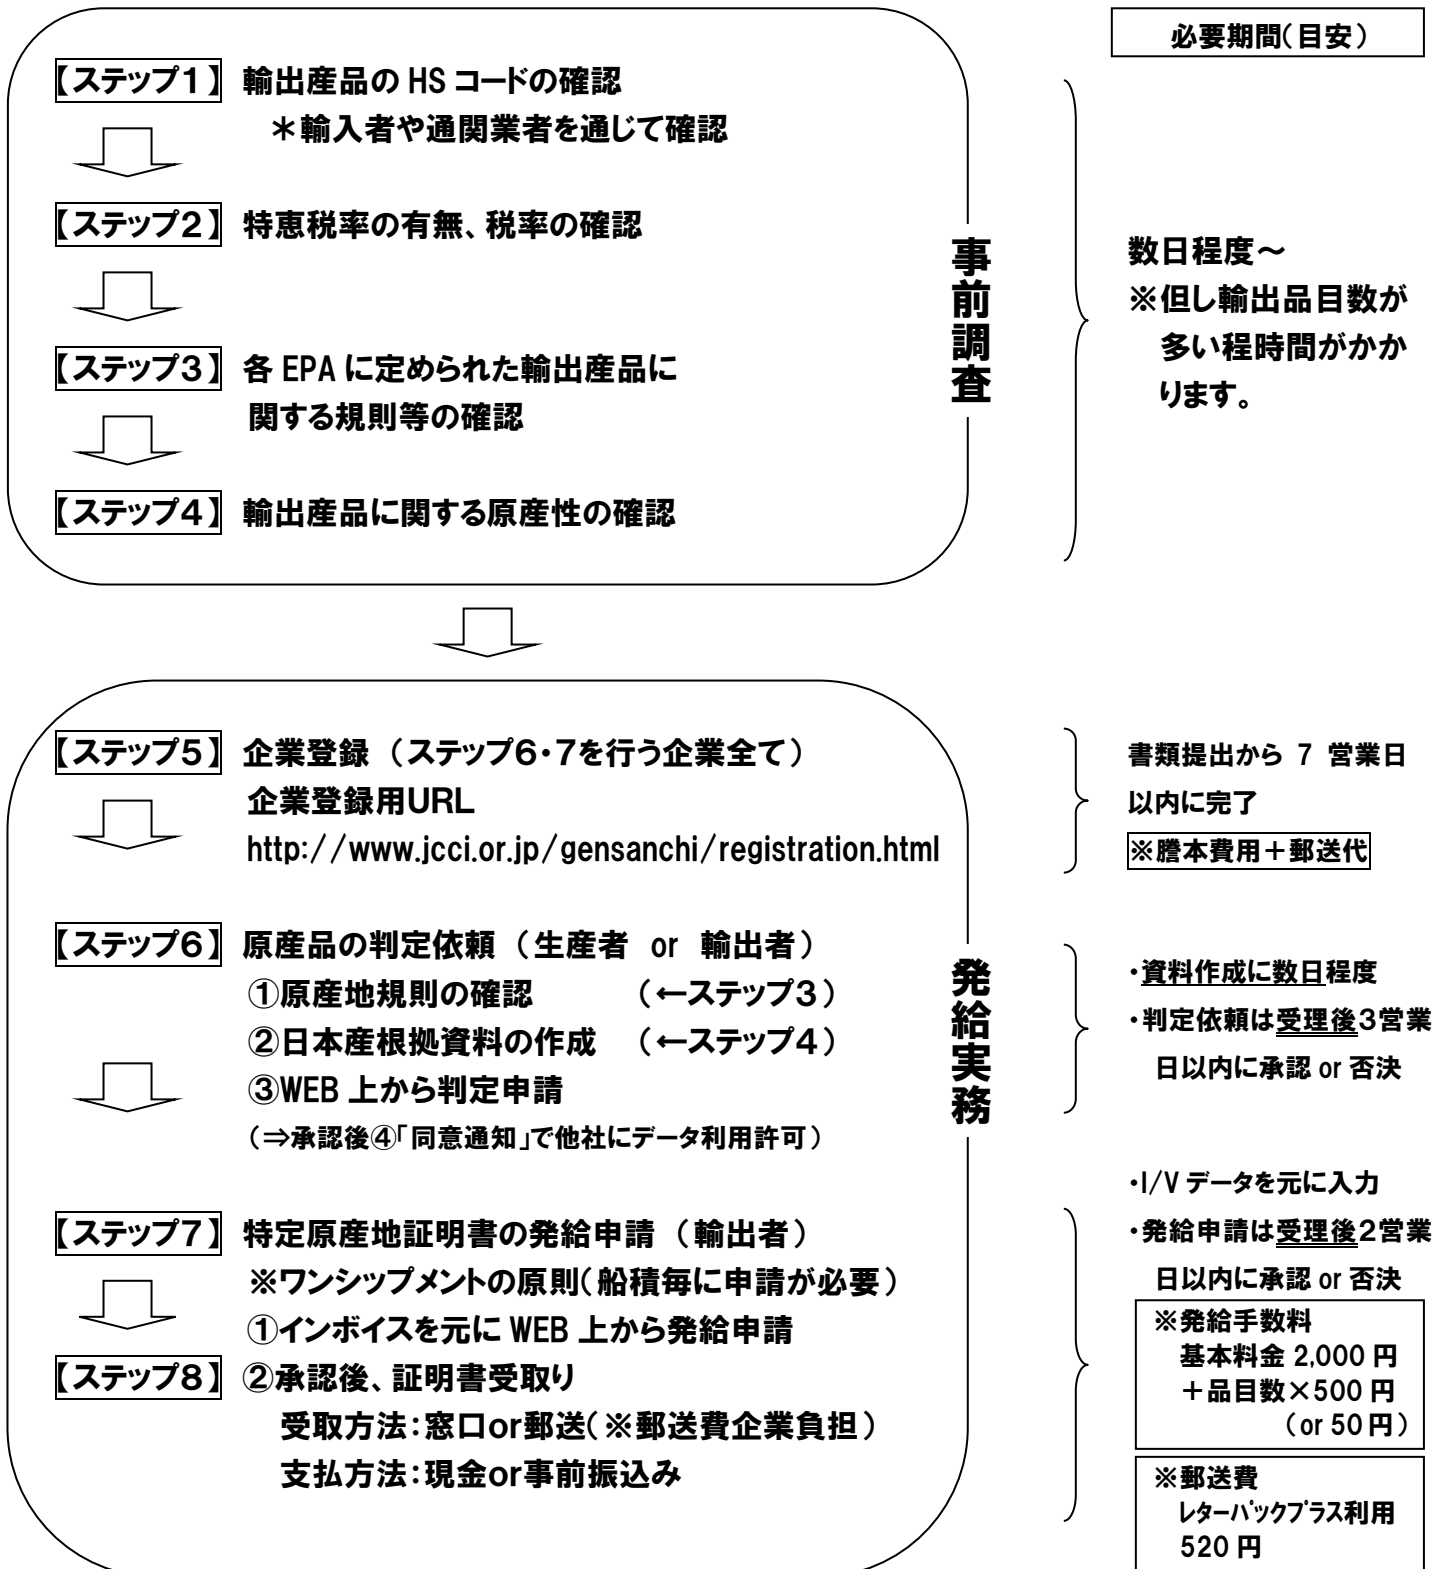 必要期間（目安）
【ステップ１】 輸出産品の HS コードの確認
＊輸入者や通関業者を通じて確認
【ステップ２】 特恵税率の有無、税率の確認
【ステップ３】 各 EPA に定められた輸出産品に
関する規則等の確認
【ステップ４】 輸出産品に関する原産性の確認
事前調査
数日程度～
※但し輸出品目数が
多い程時間がかか
ります。
【ステップ５】 企業登録 （ステップ６・７を行う企業全て）
企業登録用ＵＲＬ
http://www.jcci.or.jp/gensanchi/registration.html
書類提出から 7 営業日
以内に完了
※謄本費用＋郵送代
【ステップ６】 原産品の判定依頼 （生産者 or 輸出者）
①原産地規則の確認 （←ステップ３）
②日本産根拠資料の作成 （←ステップ４）
③WEB 上から判定申請
（⇒承認後④「同意通知」で他社にデータ利用許可）
発給実務
・資料作成に数日程度
・判定依頼は受理後３営業
日以内に承認 or 否決
【ステップ７】 特定原産地証明書の発給申請 （輸出者）
※ワンシップメントの原則（船積毎に申請が必要）
①インボイスを元に WEB 上から発給申請
【ステップ８】 ②承認後、証明書受取り
受取方法：窓口or郵送（※郵送費企業負担）
支払方法：現金or事前振込み
・I/V データを元に入力
・発給申請は受理後２営業
日以内に承認 or 否決
※発給手数料
基本料金 2,000 円
＋品目数×500 円
（or 50 円）
※郵送費
ﾚﾀｰﾊﾟｯｸﾌﾟﾗｽ利用
520 円